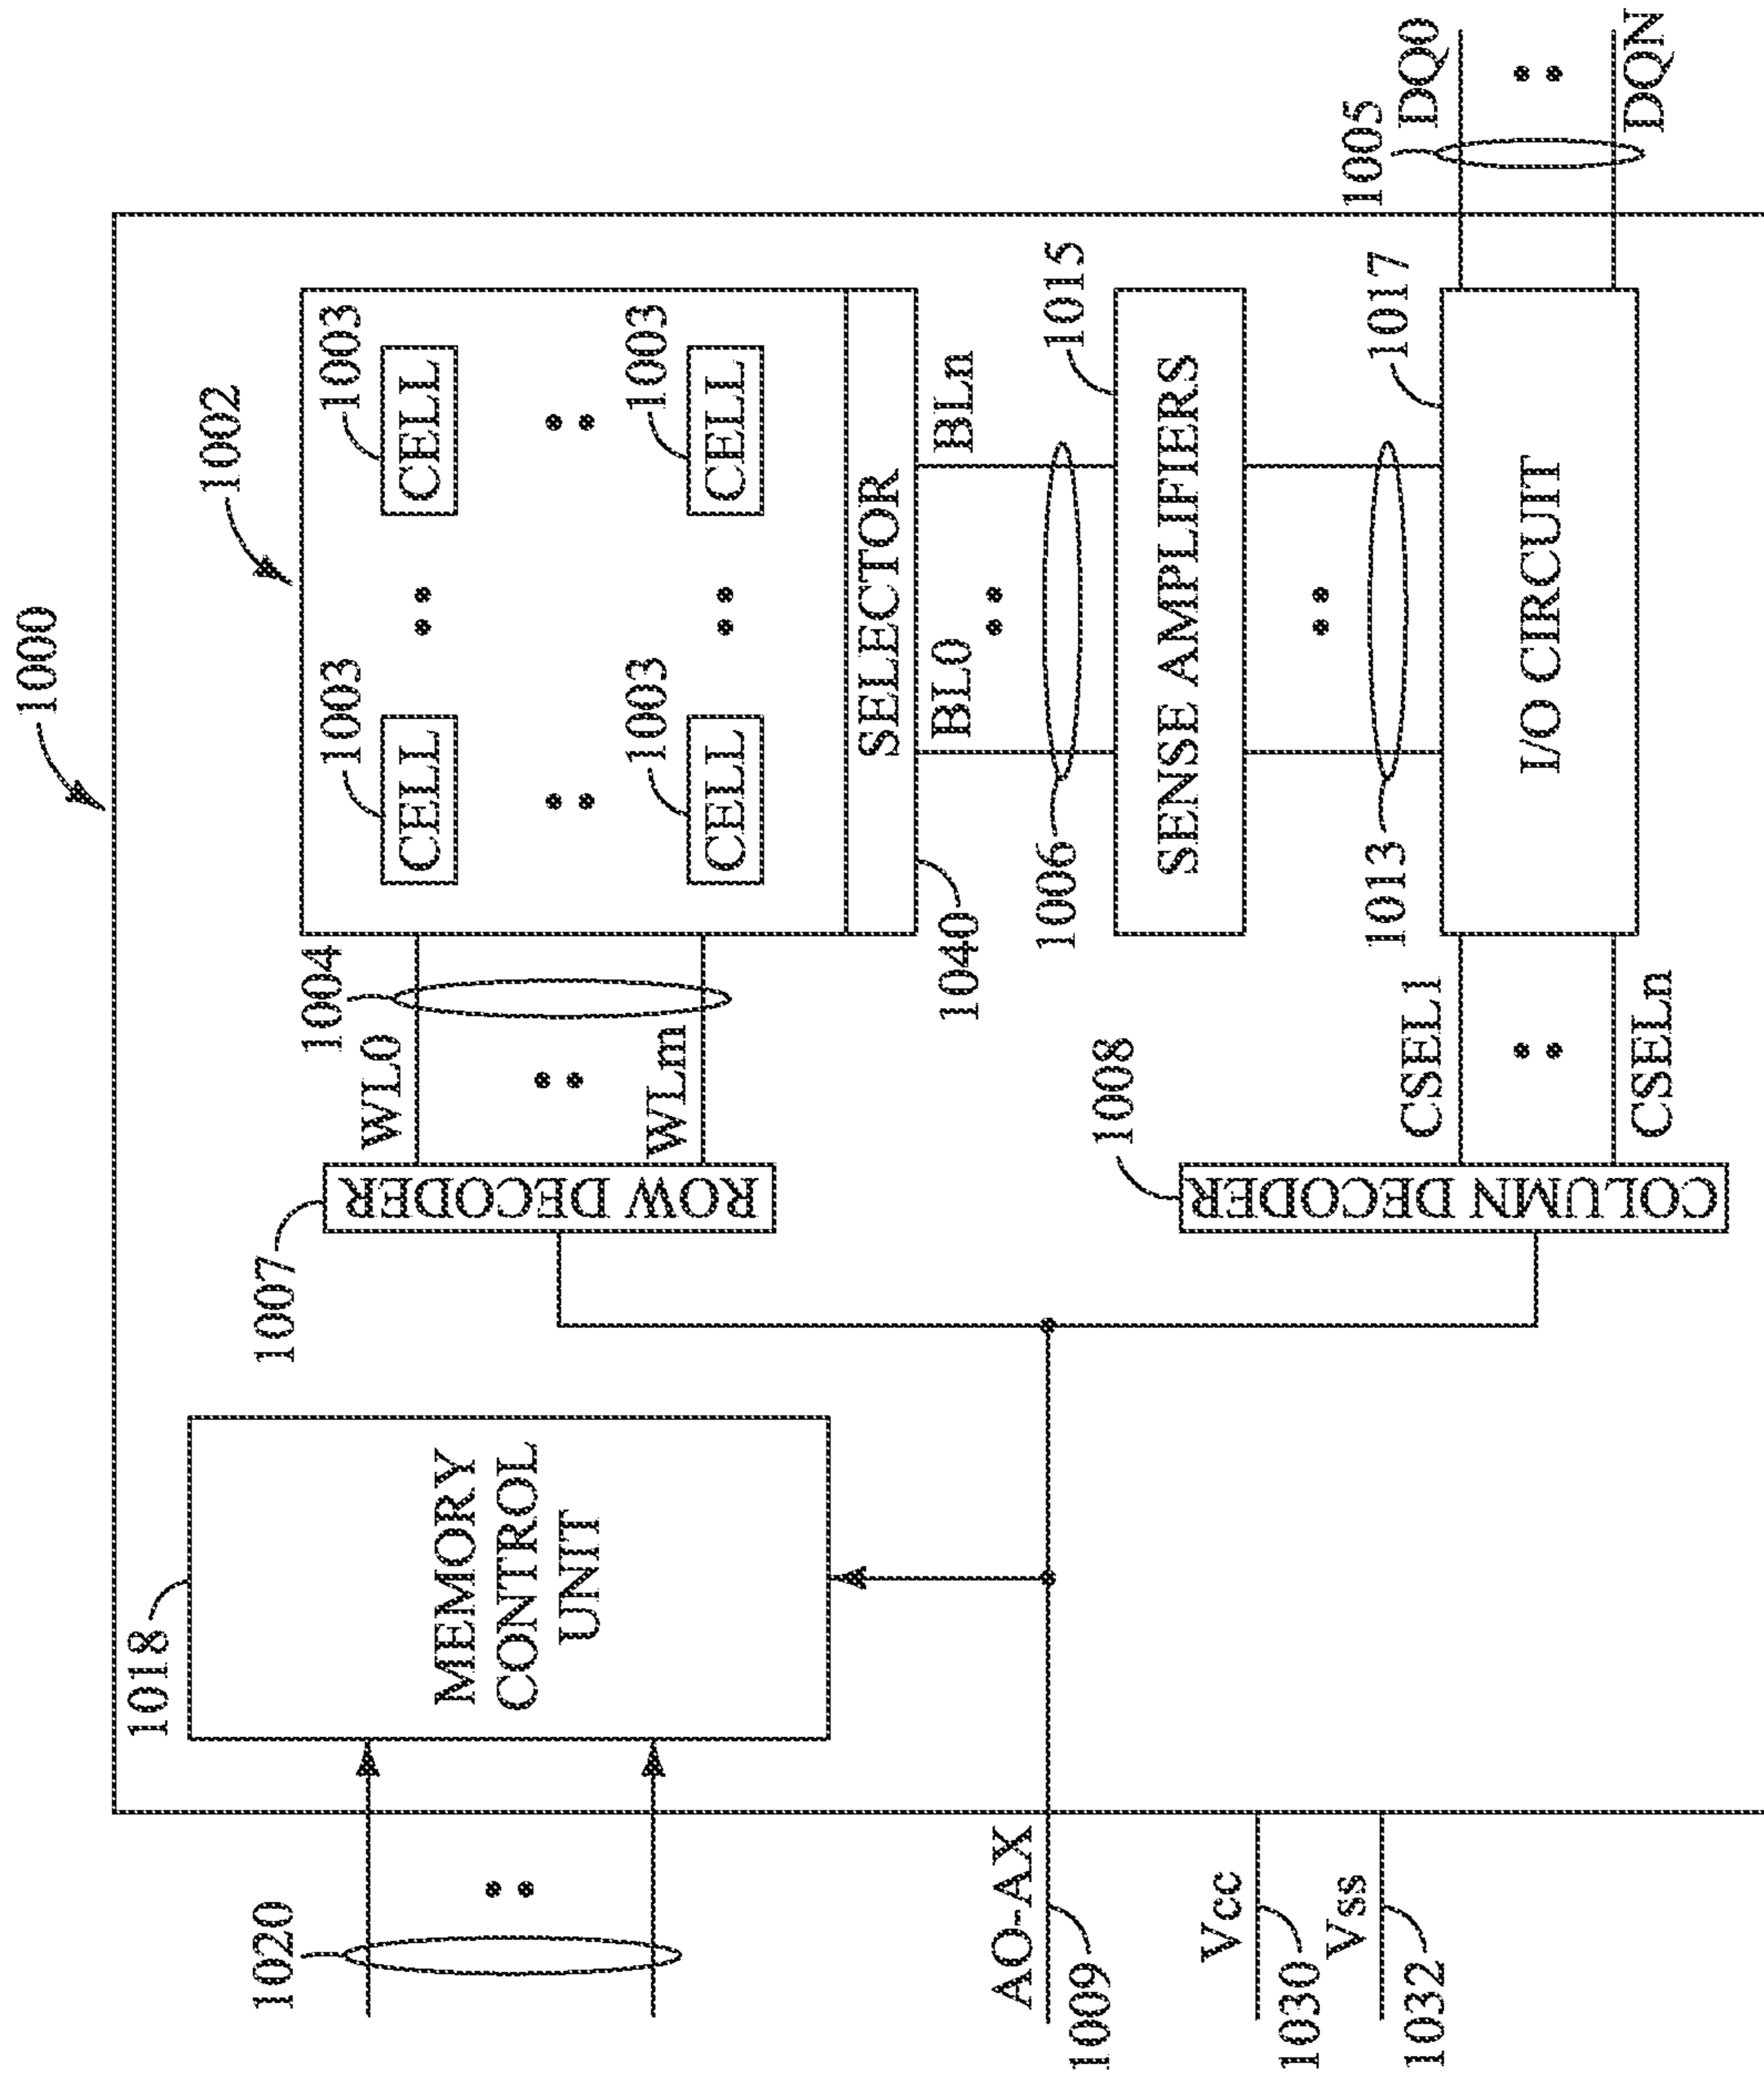 1000
1002
1018
1007
1004
WL0
WLm
ROW DECODER
CELL
1003
CELL
1003
CELL
1003
CELL
1003
SELECTOR
1040
BL0
BLn
1006
SENSE AMPLIFIERS
1015
1013
I/O CIRCUIT
1017
1005
DQ0
DQN
1008
COLUMN DECODER
CSEL1
CSELn
MEMORY
CONTROL
UNIT
1020
AO-AX
1009
Vcc
1030
Vss
1032